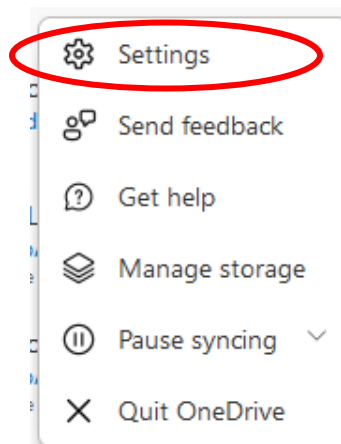 Settings
Send feedback
Get help
Manage storage
Pause syncing
Quit OneDrive